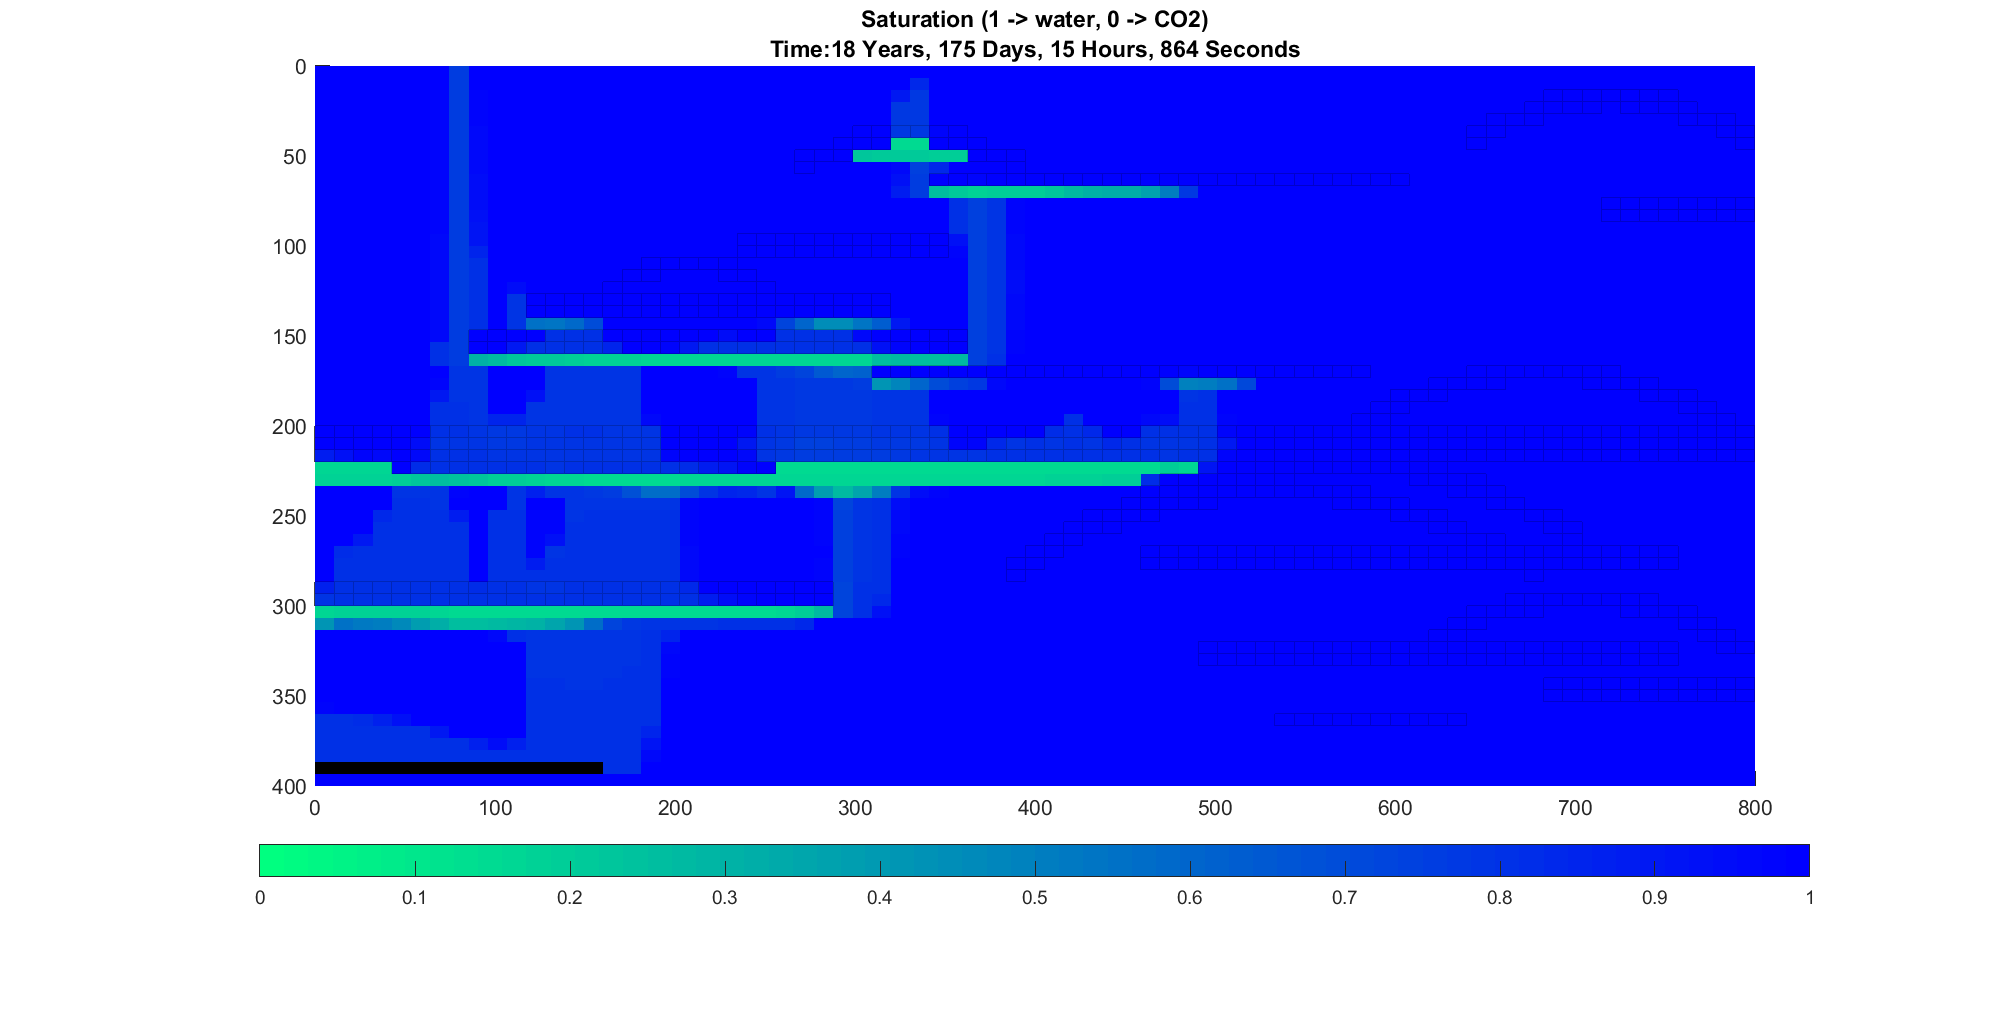 Saturation (1 -> water, 0 -> CO2)
Time:18 Years, 175 Days, 15 Hours, 864 Seconds
0
50
100
150
200
250
300
350
400
0 100 200 300 400 500 600 700 800
0 0.1 0.2 0.3 0.4 0.5 0.6 0.7 0.8 0.9 1